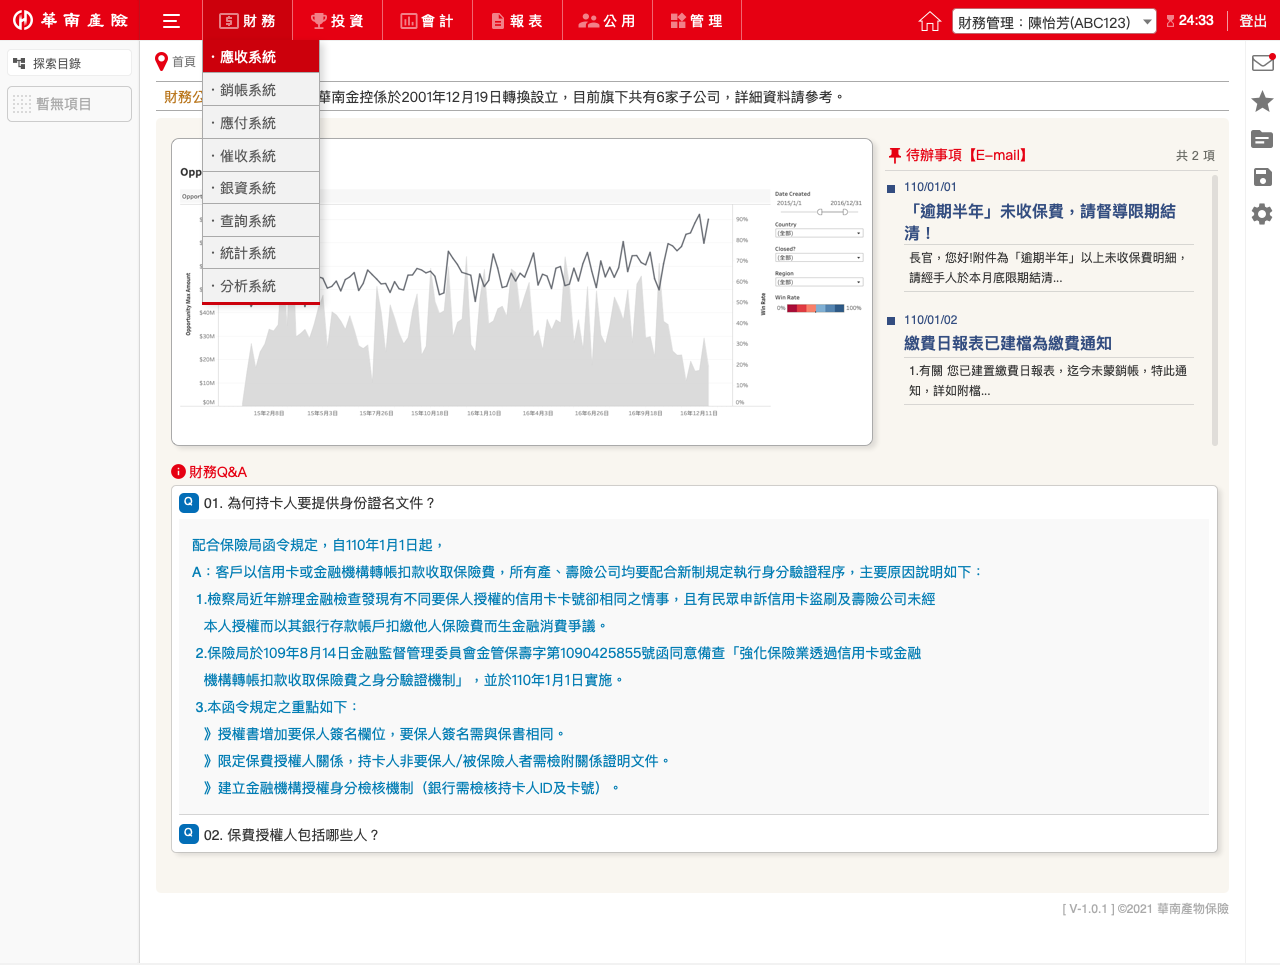 華南產險
財務
投資
會計
報表
公用
管理
財務管理：陳怡芳(ABC123)
24:33
登出
探索目錄
暫無項目
首頁
· 應收系統
· 銷帳系統
· 應付系統
· 催收系統
· 銀資系統
· 查詢系統
· 統計系統
· 分析系統
財務公
華南金控係於2001年12月19日轉換設立，目前旗下共有6家子公司，詳細資料請參考。
Opp
Opport
Opportunity Max Amount
$40M
$30M
$20M
$10M
$0M
90%
80%
70%
60%
50%
40%
30%
20%
10%
0%
Win Rate
15年2月8日
15年5月3日
15年7月26日
15年10月18日
16年1月10日
16年4月3日
16年6月26日
16年9月18日
16年12月11日
Date Created
2015/1/1
2016/12/31
Country
(全部)
Closed?
(全部)
Region
(全部)
Win Rate
0%
100%
待辦事項【E-mail】
共 2 項
110/01/01
「逾期半年」未收保費，請督導限期結
清！
長官，您好!附件為「逾期半年」以上未收保費明細，
請經手人於本月底限期結清...
110/01/02
繳費日報表已建檔為繳費通知
1.有關 您已建置繳費日報表，迄今未蒙銷帳，特此通
知，詳如附檔...
財務Q&A
Q 01. 為何持卡人要提供身份證名文件？
配合保險局函令規定，自110年1月1日起，
A：客戶以信用卡或金融機構轉帳扣款收取保險費，所有產、壽險公司均要配合新制規定執行身分驗證程序，主要原因說明如下：
1.檢察局近年辦理金融檢查發現有不同要保人授權的信用卡卡號卻相同之情事，且有民眾申訴信用卡盜刷及壽險公司未經
本人授權而以其銀行存款帳戶扣繳他人保險費而生金融消費爭議。
2.保險局於109年8月14日金融監督管理委員會金管保壽字第1090425855號函同意備查「強化保險業透過信用卡或金融
機構轉帳扣款收取保險費之身分驗證機制」，並於110年1月1日實施。
3.本函令規定之重點如下：
》授權書增加要保人簽名欄位，要保人簽名需與保書相同。
》限定保費授權人關係，持卡人非要保人/被保險人者需檢附關係證明文件。
》建立金融機構授權身分檢核機制（銀行需檢核持卡人ID及卡號）。
Q 02. 保費授權人包括哪些人？
[ V-1.0.1 ] ©2021 華南產物保險